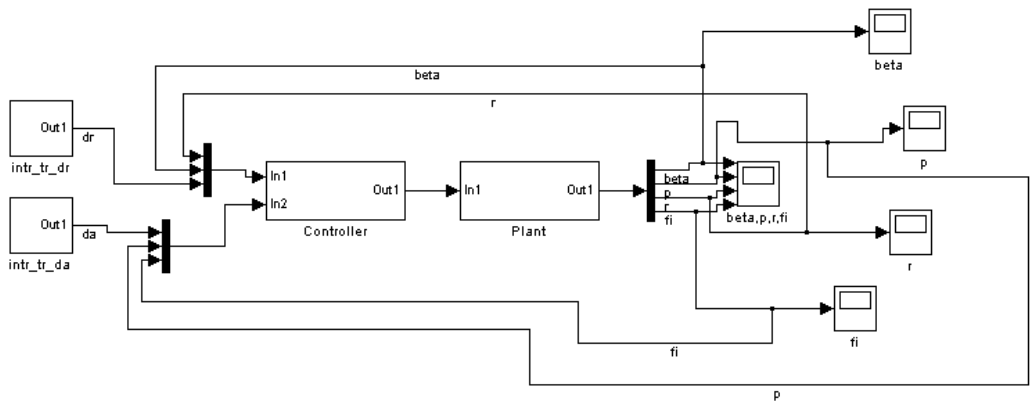 beta
beta
r
Out1
dr
intr_tr_dr
p
In1
Out1
In2
Controller
In1
Out1
Plant
beta
p
r
fi
beta,p,r,fi
Out1
da
intr_tr_da
r
fi
fi
p